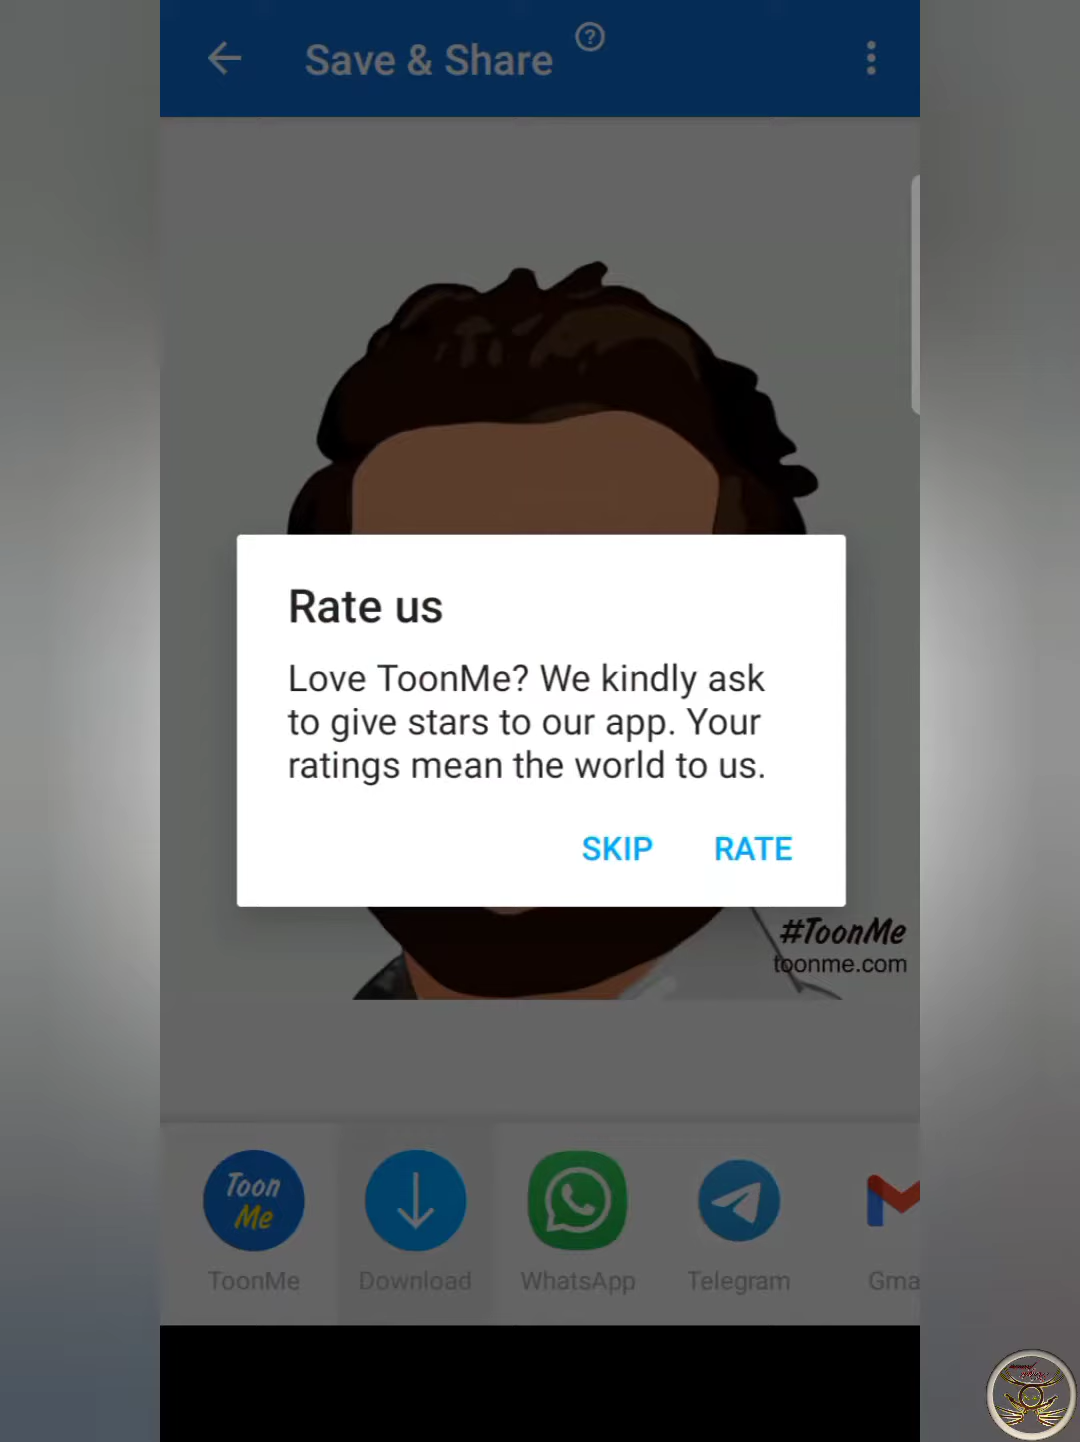 Save & Share
?
Rate us
Love ToonMe? We kindly ask
to give stars to our app. Your
ratings mean the world to us.
SKIP RATE
#ToonMe
toonme.com
Toon
Me
ToonMe Download WhatsApp Telegram Gma